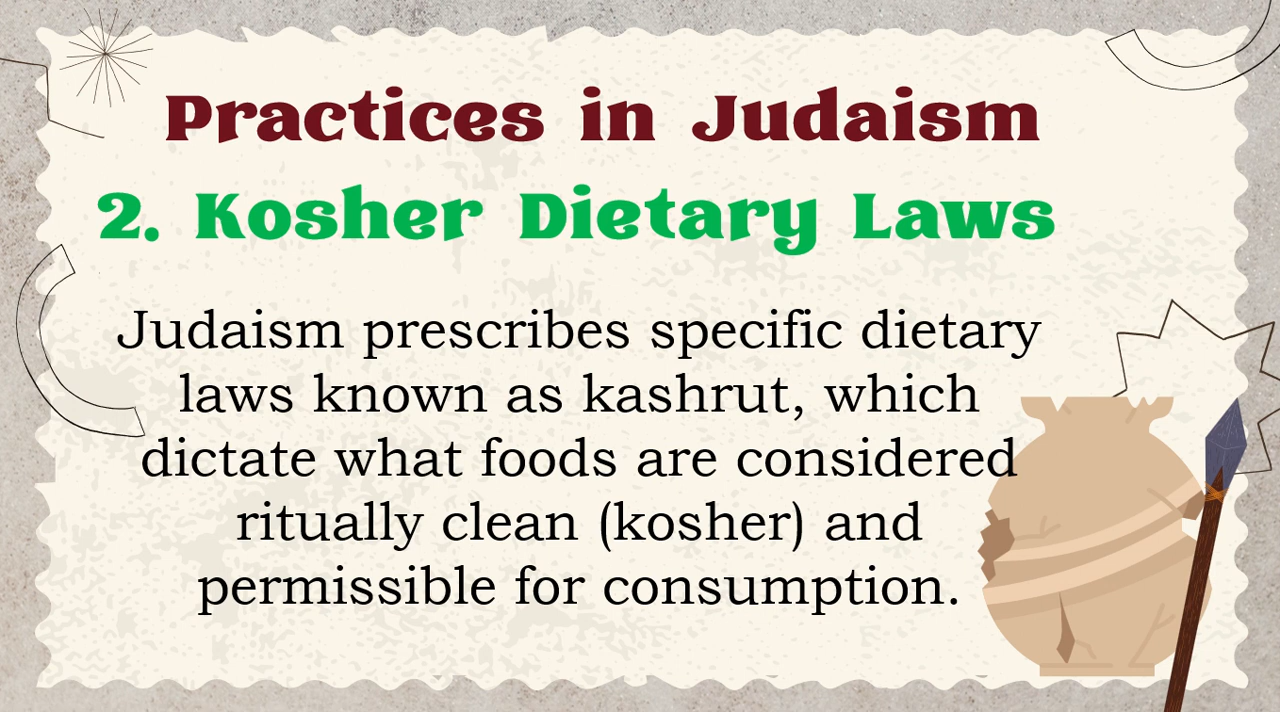 Practices in Judaism
2. Kosher Dietary Laws
Judaism prescribes specific dietary
laws known as kashrut, which
dictate what foods are considered
ritually clean (kosher) and
permissible for consumption.